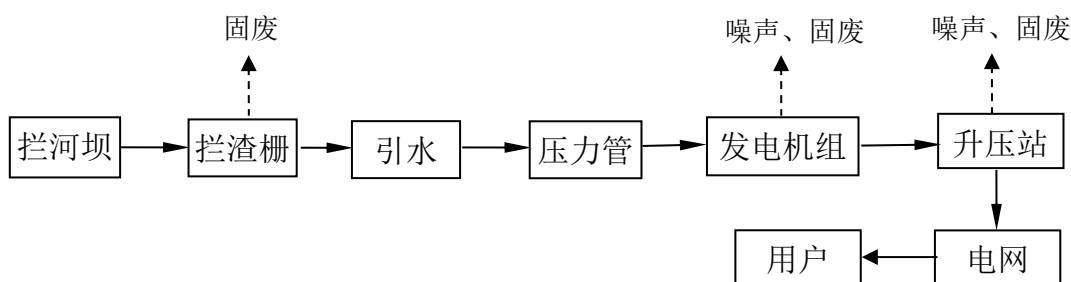 固废
噪声、固废
噪声、固废
拦河坝
拦渣栅
引水
压力管
发电机组
升压站
用户
电网